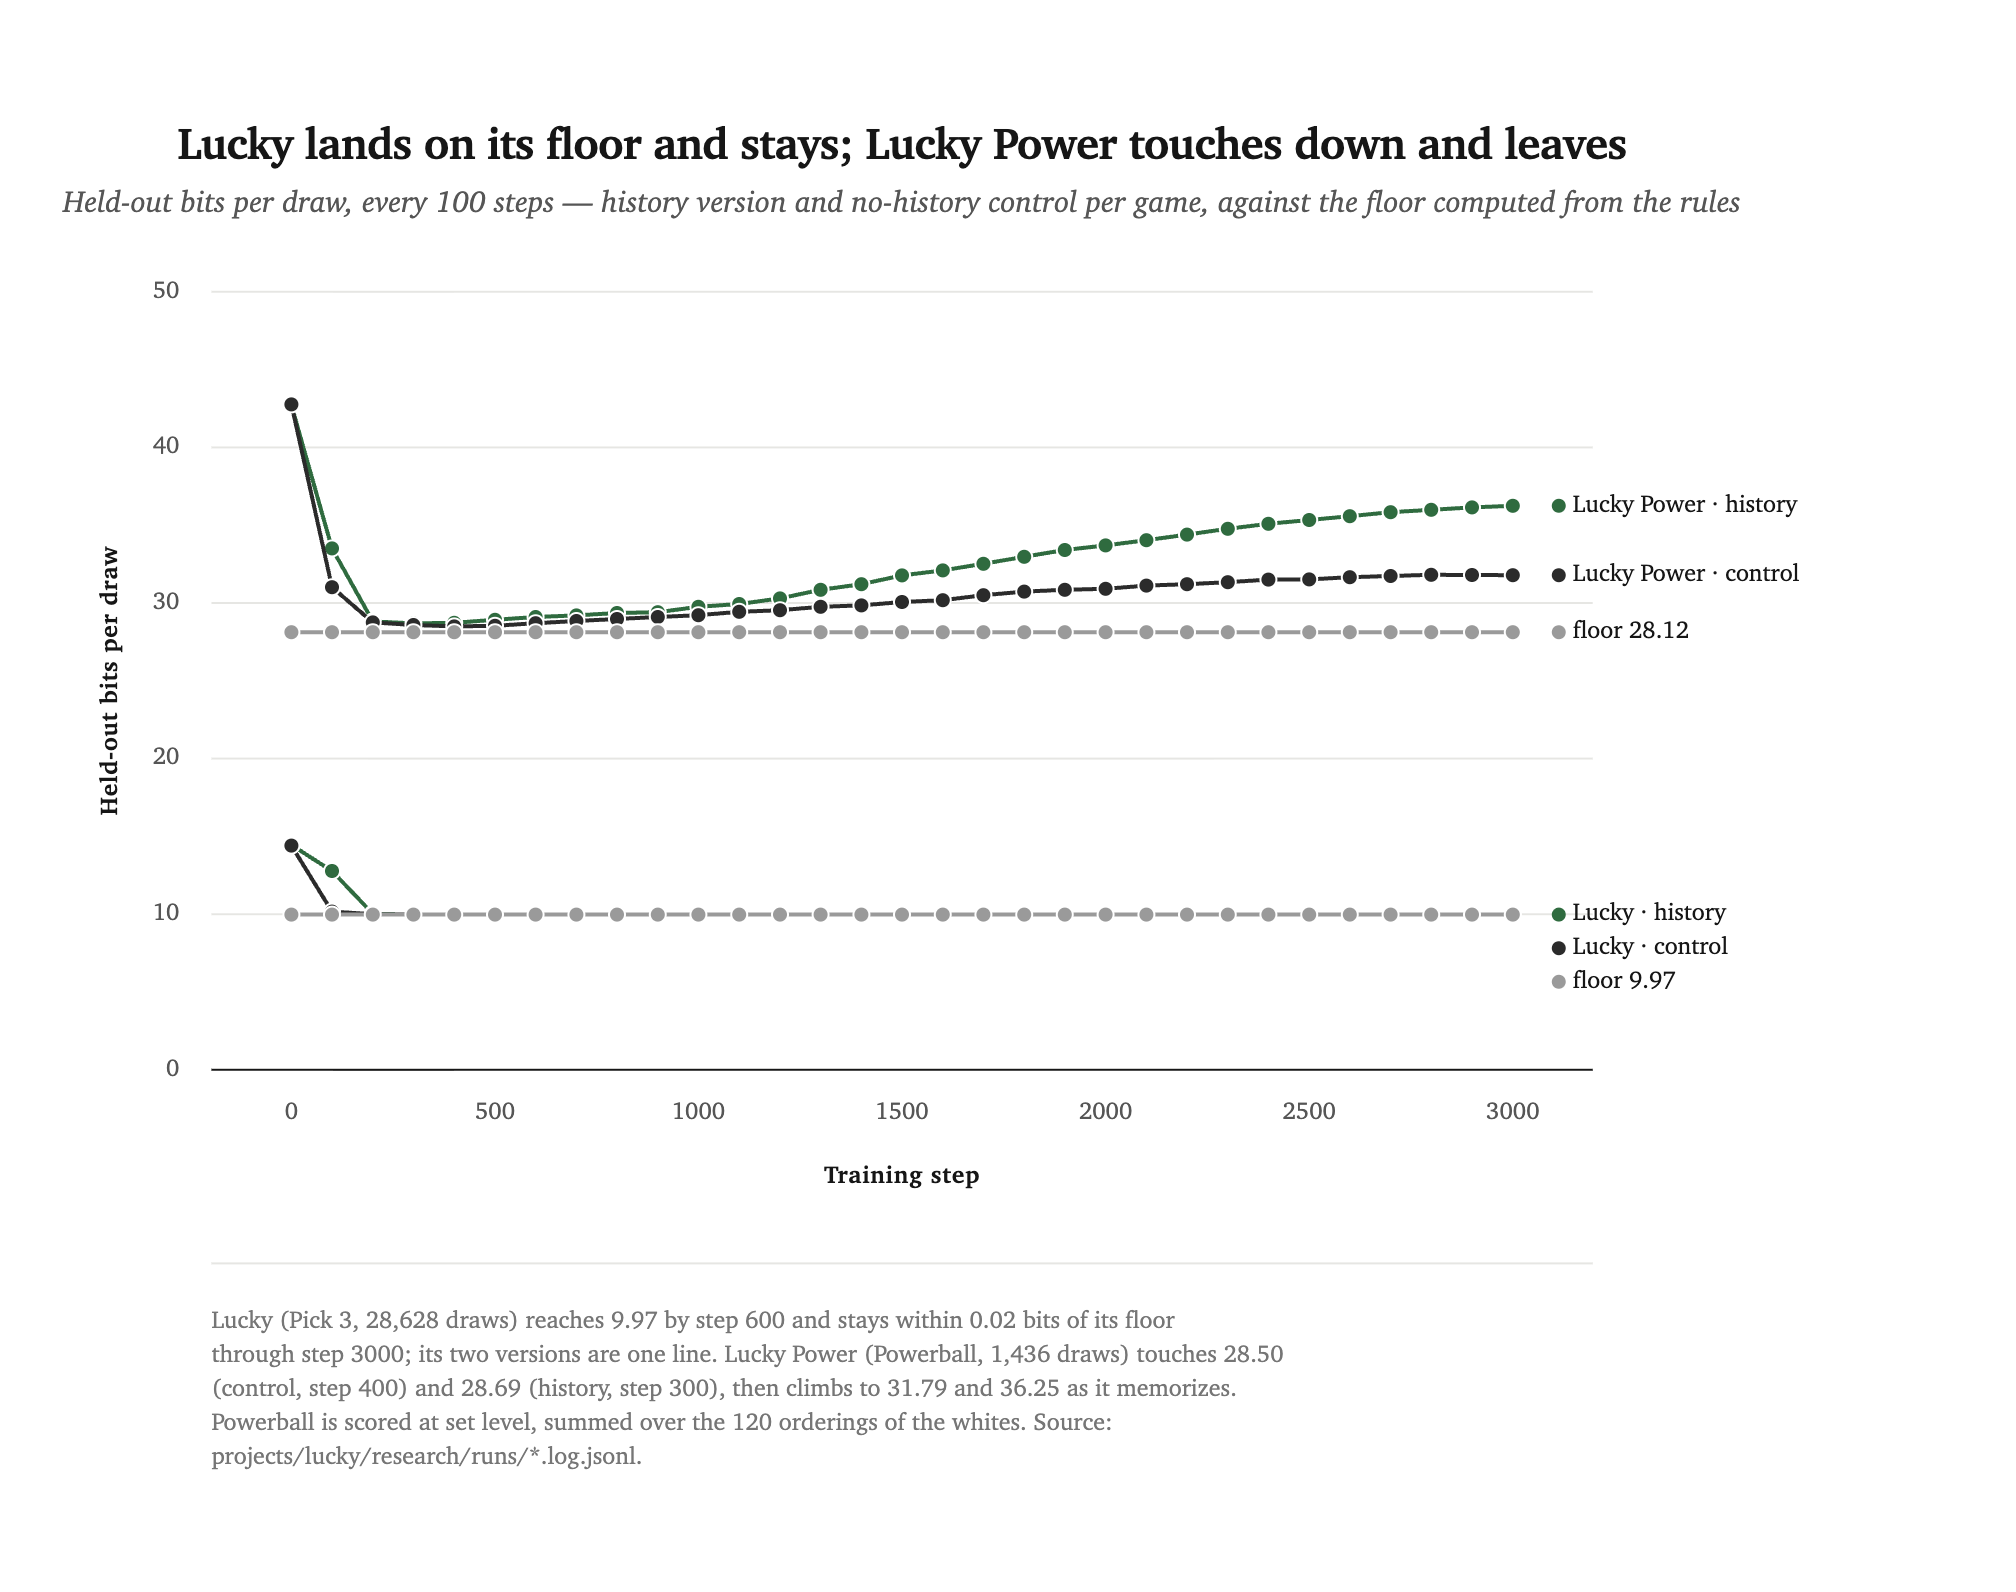 Lucky lands on its floor and stays; Lucky Power touches down and leaves
Held-out bits per draw, every 100 steps — history version and no-history control per game, against the floor computed from the rules
50
40
30
20
10
0
Held-out bits per draw
Lucky Power · history
Lucky Power · control
floor 28.12
Lucky · history
Lucky · control
floor 9.97
0 500 1000 1500 2000 2500 3000
Training step
Lucky (Pick 3, 28,628 draws) reaches 9.97 by step 600 and stays within 0.02 bits of its floor
through step 3000; its two versions are one line. Lucky Power (Powerball, 1,436 draws) touches 28.50
(control, step 400) and 28.69 (history, step 300), then climbs to 31.79 and 36.25 as it memorizes.
Powerball is scored at set level, summed over the 120 orderings of the whites. Source:
projects/lucky/research/runs/*.log.jsonl.